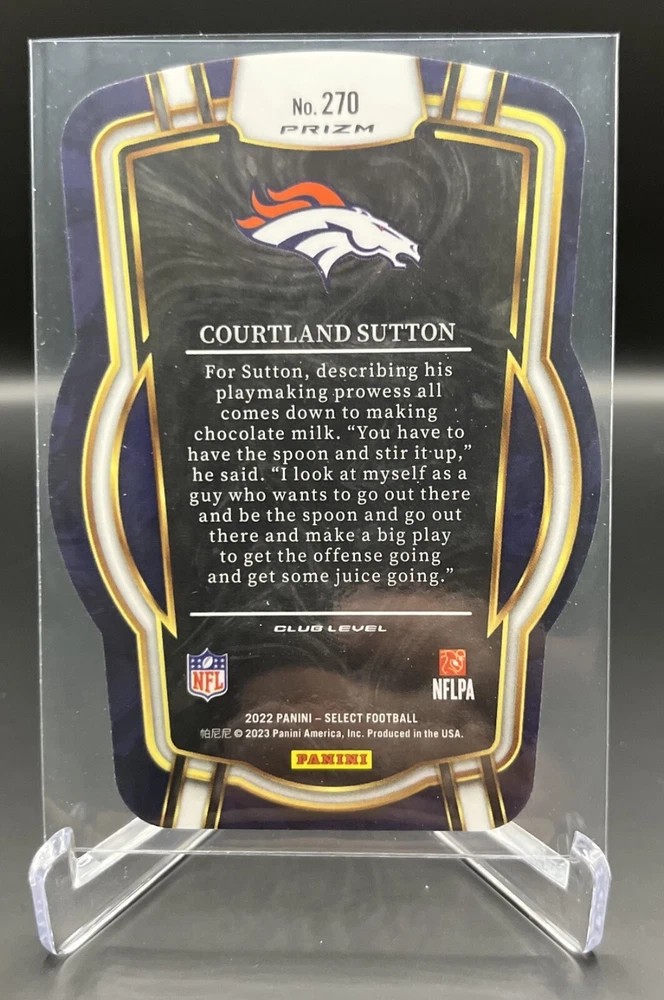 No. 270
PRIZM
COURTLAND SUTTON
For Sutton, describing his
playmaking prowess all
comes down to making
chocolate milk. “You have to
have the spoon and stir it up,”
he said. “I look at myself as a
guy who wants to go out there
and be the spoon and go out
there and make a big play
to get the offense going
and get some juice going.”
CLUB LEVEL
NFL
NFLPA
2022 PANINI – SELECT FOOTBALL
帕尼尼 © 2023 Panini America, Inc. Produced in the USA.
PANINI